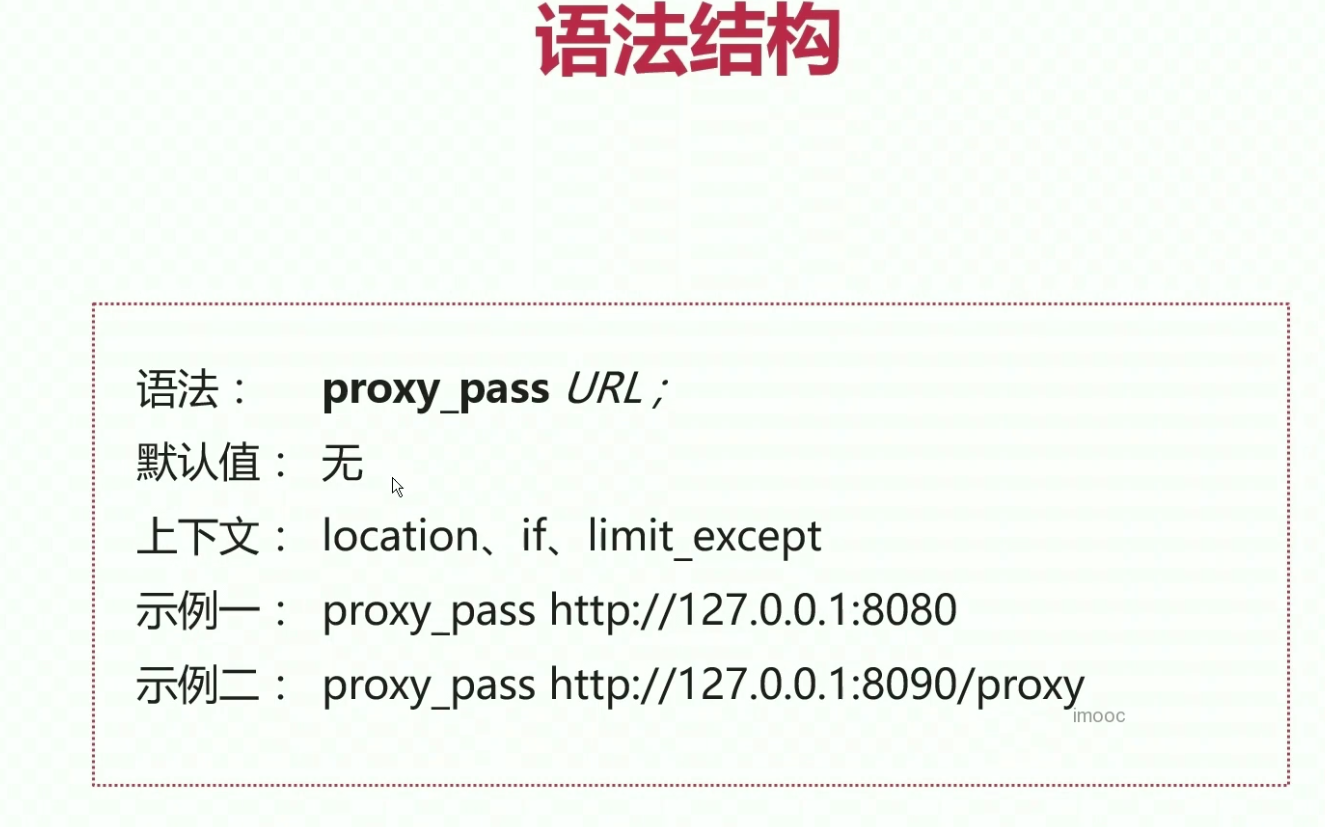 语法结构
语法： proxy_pass URL ;
默认值： 无
上下文： location、if、limit_except
示例一： proxy_pass http://127.0.0.1:8080
示例二： proxy_pass http://127.0.0.1:8090/proxy
imooc